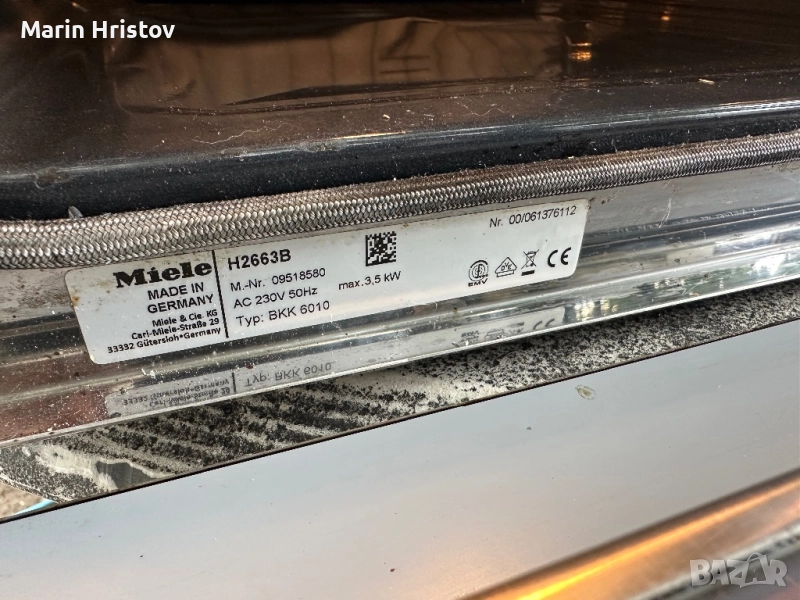 Marin Hristov
Miele
MADE IN
GERMANY
Miele & Cie. KG
Carl-Miele-Straße 29
33332 Gütersloh•Germany
H2663B
M.-Nr. 09518580
AC 230V 50Hz
Typ: BKK 6010
max.3,5 kW
Nr. 00/061376112
EMV
CE
Typ: BKK 6010
BAZAR